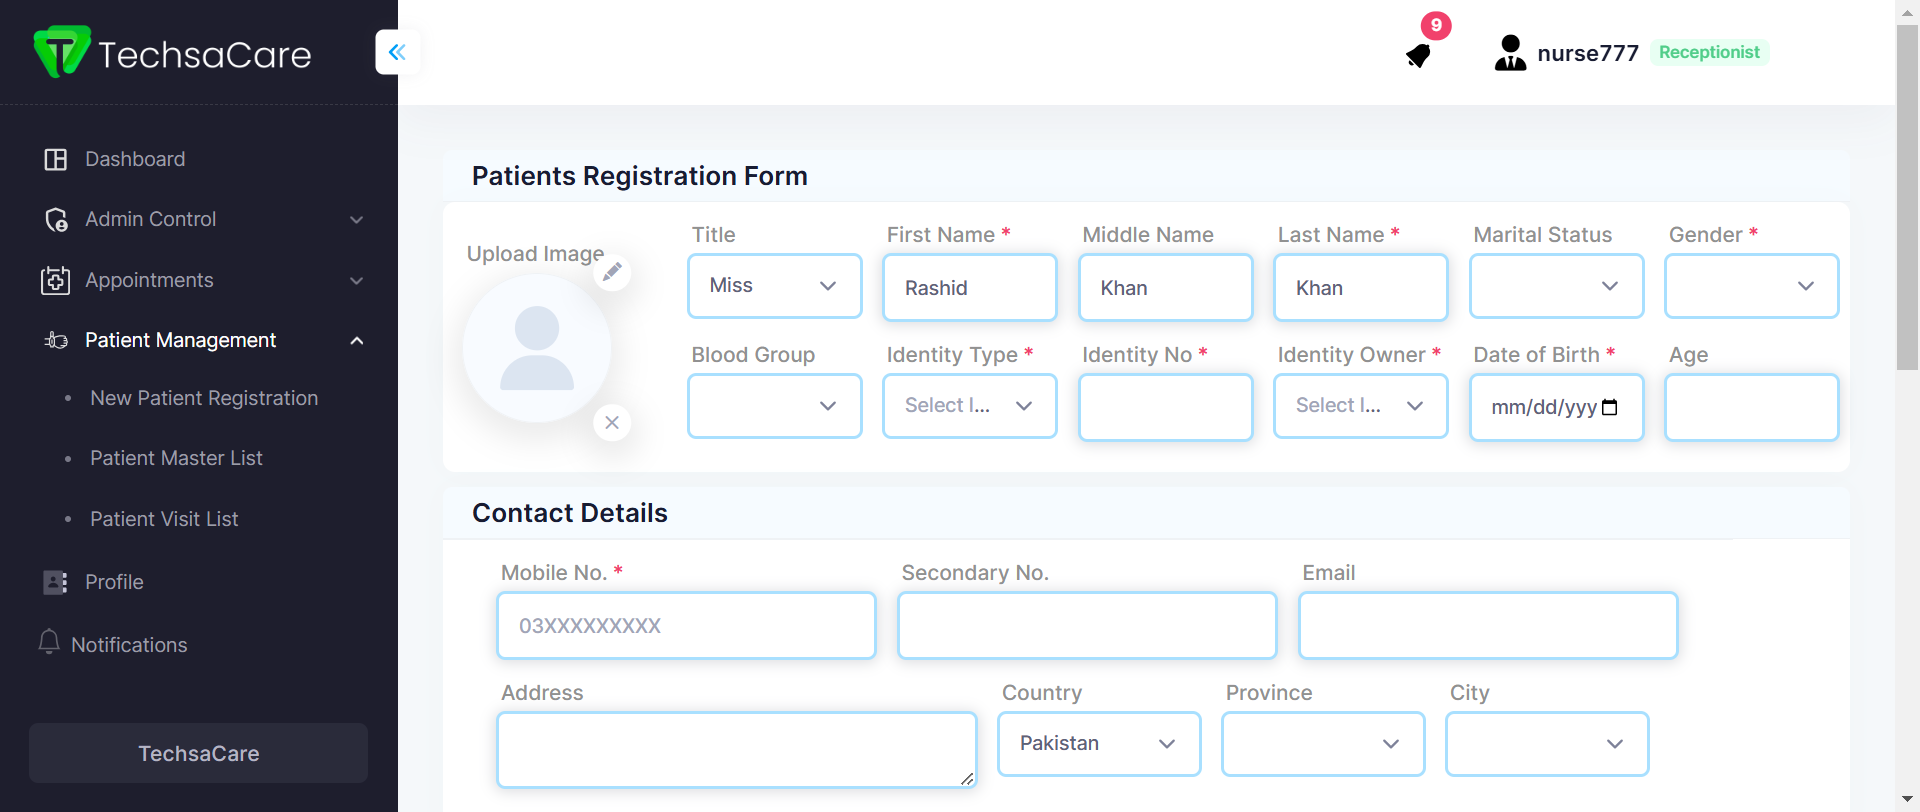 TechsaCare
9
nurse777 Receptionist
Dashboard
Admin Control
Appointments
Patient Management
New Patient Registration
Patient Master List
Patient Visit List
Profile
Notifications
TechsaCare
Patients Registration Form
Upload Image
Title First Name * Middle Name Last Name * Marital Status Gender *
Miss Rashid Khan Khan
Blood Group Identity Type * Identity No * Identity Owner * Date of Birth * Age
Select I... Select I... mm/dd/yyy
Contact Details
Mobile No. * Secondary No. Email
03XXXXXXXXX
Address Country Province City
Pakistan